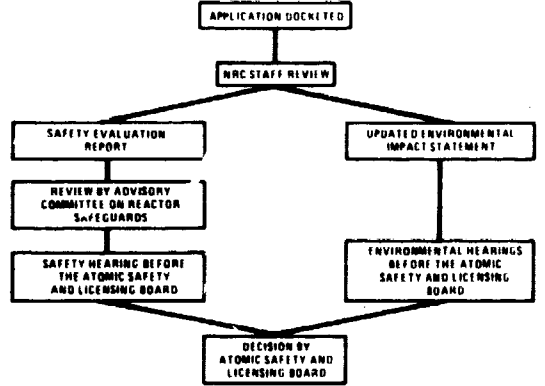 APPLICATION DOCKETED
NRC STAFF REVIEW
SAFETY EVALUATION
REPORT
UPDATED ENVIRONMENTAL
IMPACT STATEMENT
REVIEW BY ADVISORY
COMMITTEE ON REACTOR
SAFEGUARDS
SAFETY HEARING BEFORE
THE ATOMIC SAFETY
AND LICENSING BOARD
ENVIRONMENTAL HEARINGS
BEFORE THE ATOMIC
SAFETY AND LICENSING
BOARD
DECISION BY
ATOMIC SAFETY AND
LICENSING BOARD